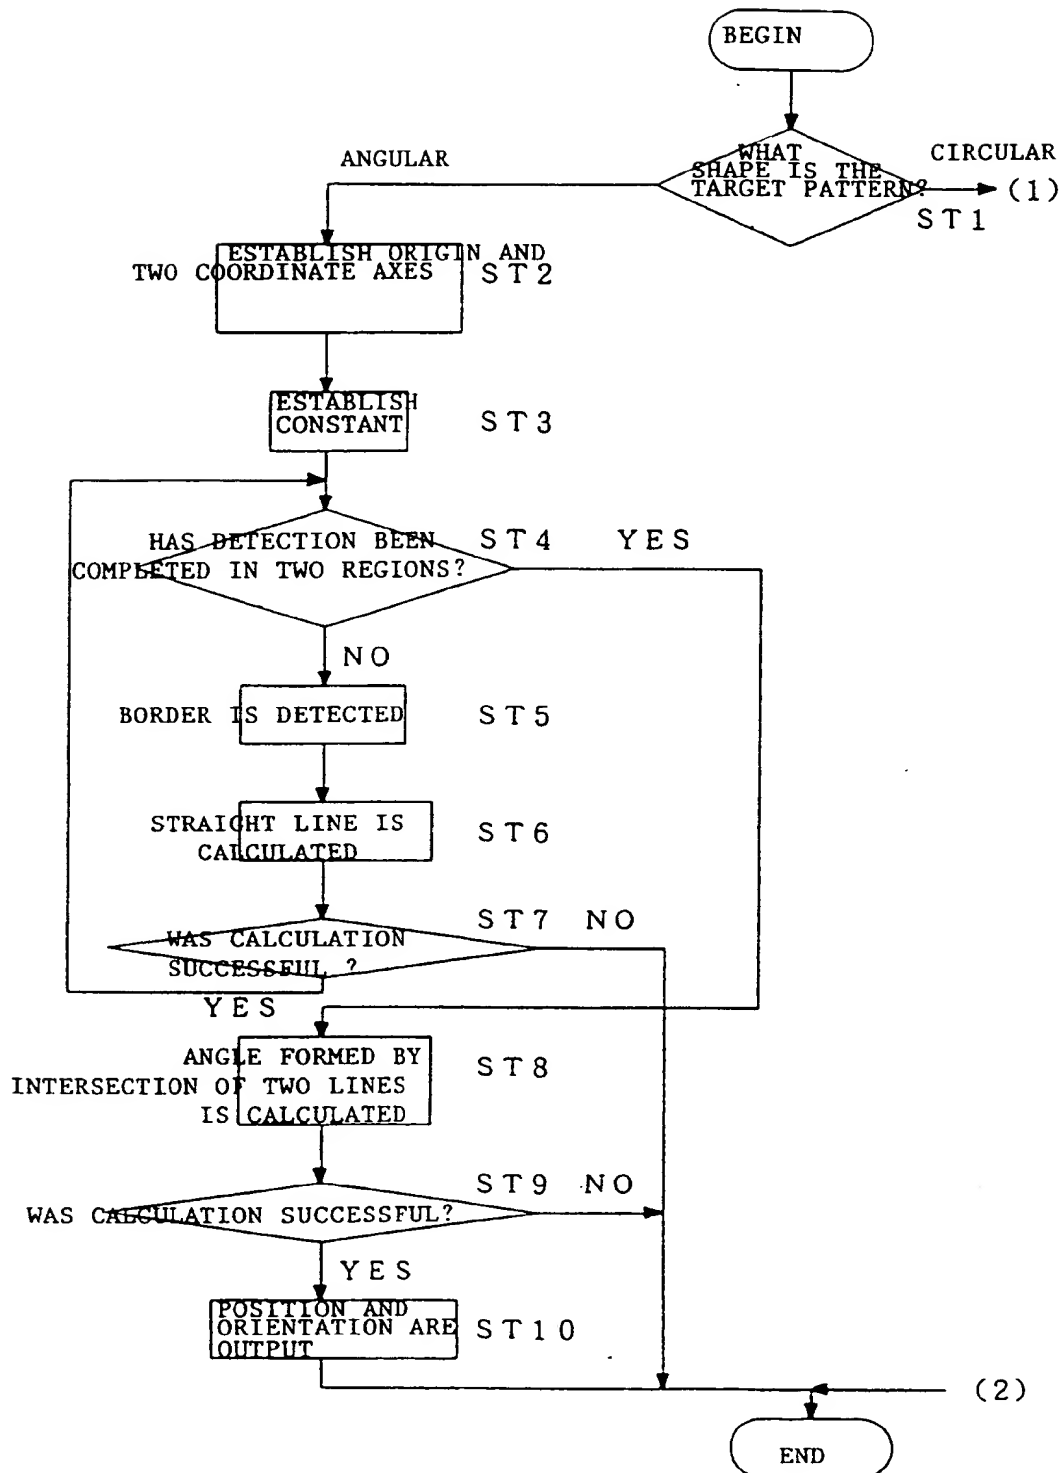 BEGIN
WHAT
SHAPE IS THE
TARGET PATTERN?
ANGULAR
CIRCULAR
(1)
ST1
ESTABLISH ORIGIN AND
TWO COORDINATE AXES
ST2
ESTABLISH
CONSTANT
ST3
HAS DETECTION BEEN
COMPLETED IN TWO REGIONS?
ST4
YES
NO
BORDER IS DETECTED
ST5
STRAIGHT LINE IS
CALCULATED
ST6
WAS CALCULATION
SUCCESSFUL ?
ST7
NO
YES
ANGLE FORMED BY
INTERSECTION OF TWO LINES
IS CALCULATED
ST8
WAS CALCULATION SUCCESSFUL?
ST9
NO
YES
POSITION AND
ORIENTATION ARE
OUTPUT
ST10
(2)
END